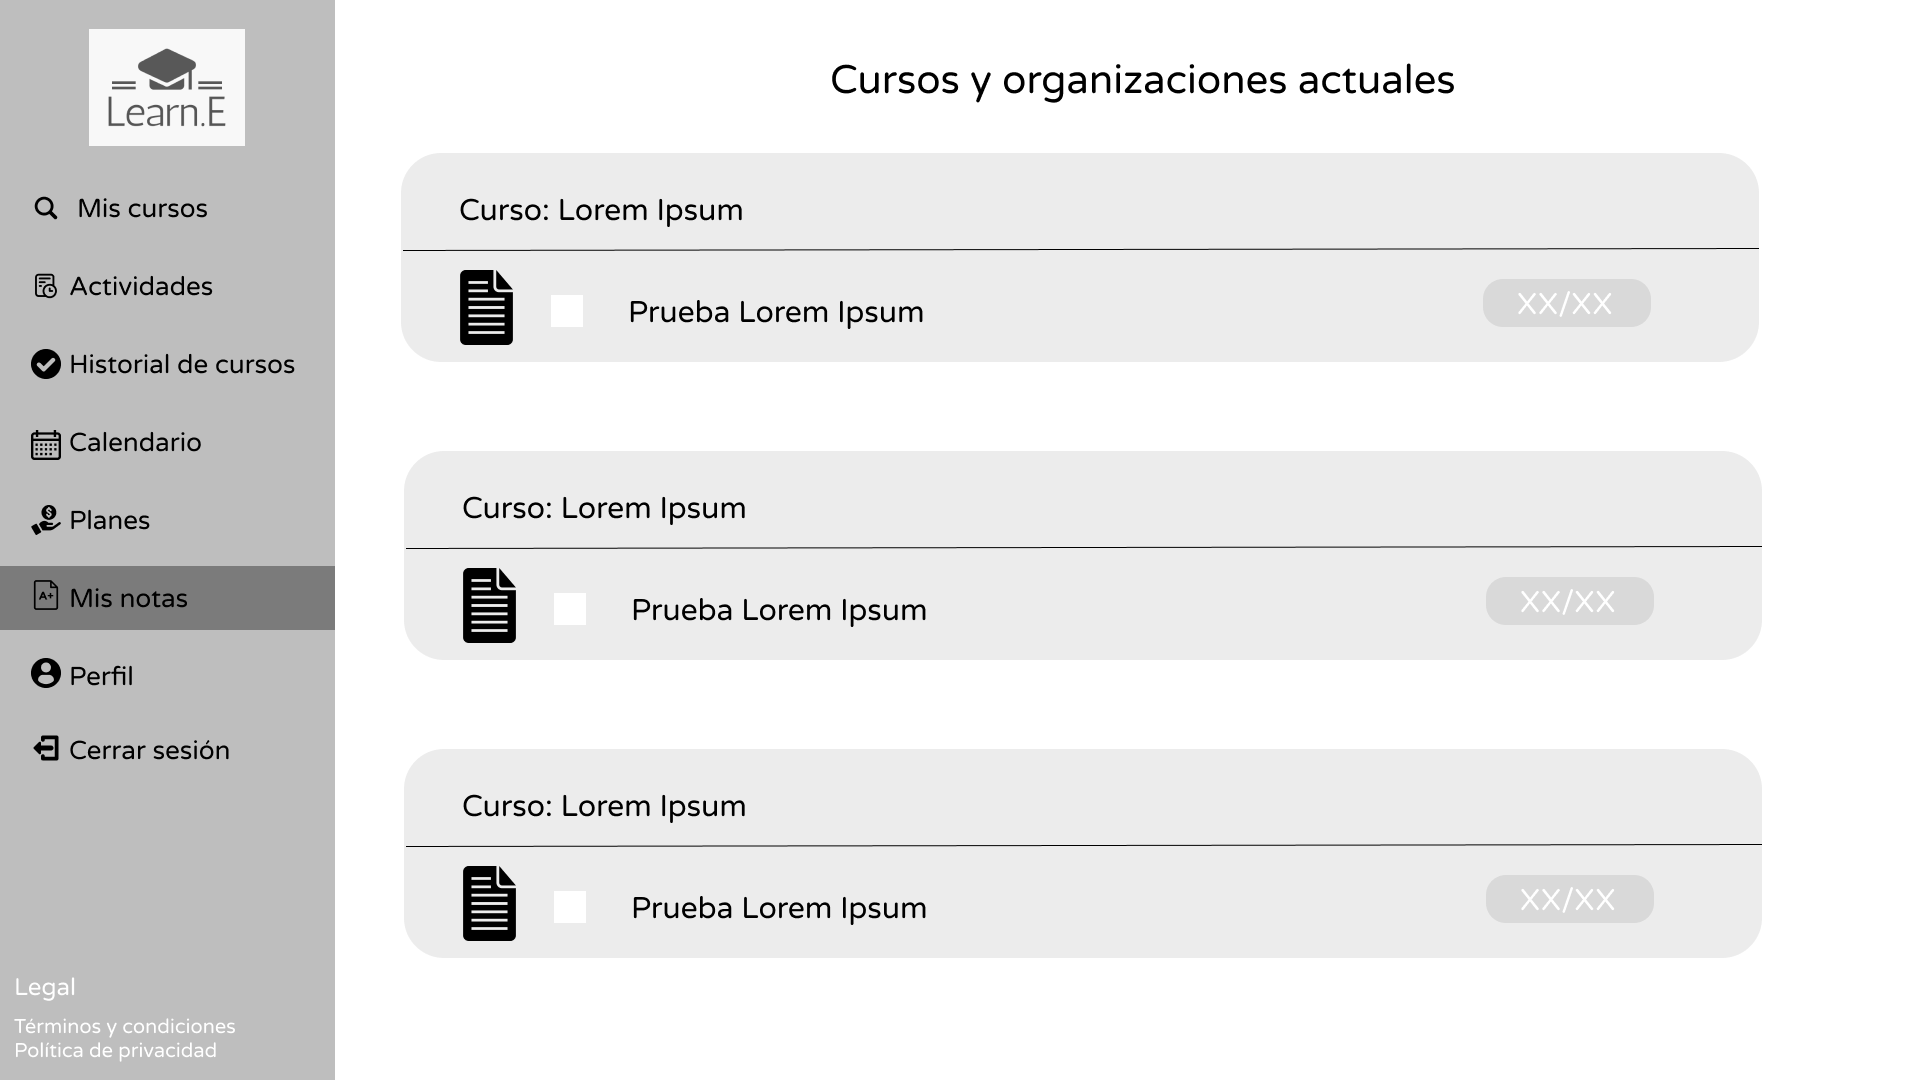 Learn.E
Mis cursos
Actividades
Historial de cursos
Calendario
Planes
A+
Mis notas
Perfil
Cerrar sesión
Legal
Términos y condiciones
Política de privacidad
Cursos y organizaciones actuales
Curso: Lorem Ipsum
Prueba Lorem Ipsum
XX/XX
Curso: Lorem Ipsum
Prueba Lorem Ipsum
XX/XX
Curso: Lorem Ipsum
Prueba Lorem Ipsum
XX/XX